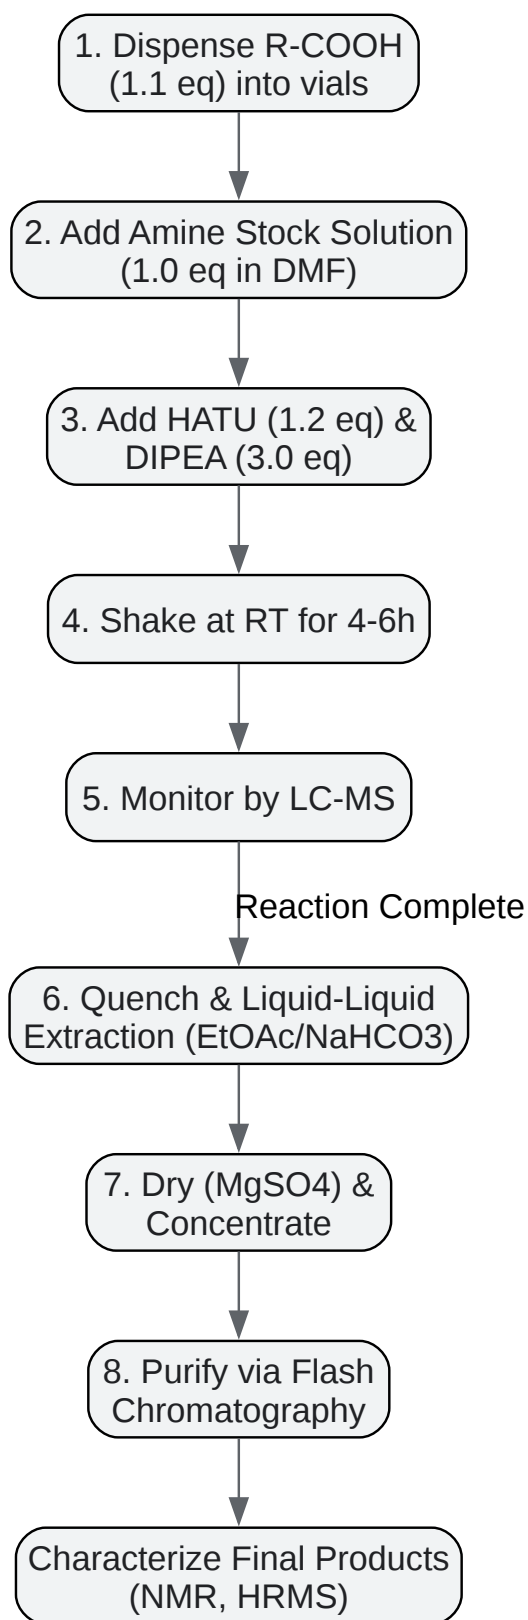 1. Dispense R-COOH
(1.1 eq) into vials
2. Add Amine Stock Solution
(1.0 eq in DMF)
3. Add HATU (1.2 eq) &
DIPEA (3.0 eq)
4. Shake at RT for 4-6h
5. Monitor by LC-MS
Reaction Complete
6. Quench & Liquid-Liquid
Extraction (EtOAc/NaHCO3)
7. Dry (MgSO4) &
Concentrate
8. Purify via Flash
Chromatography
Characterize Final Products
(NMR, HRMS)